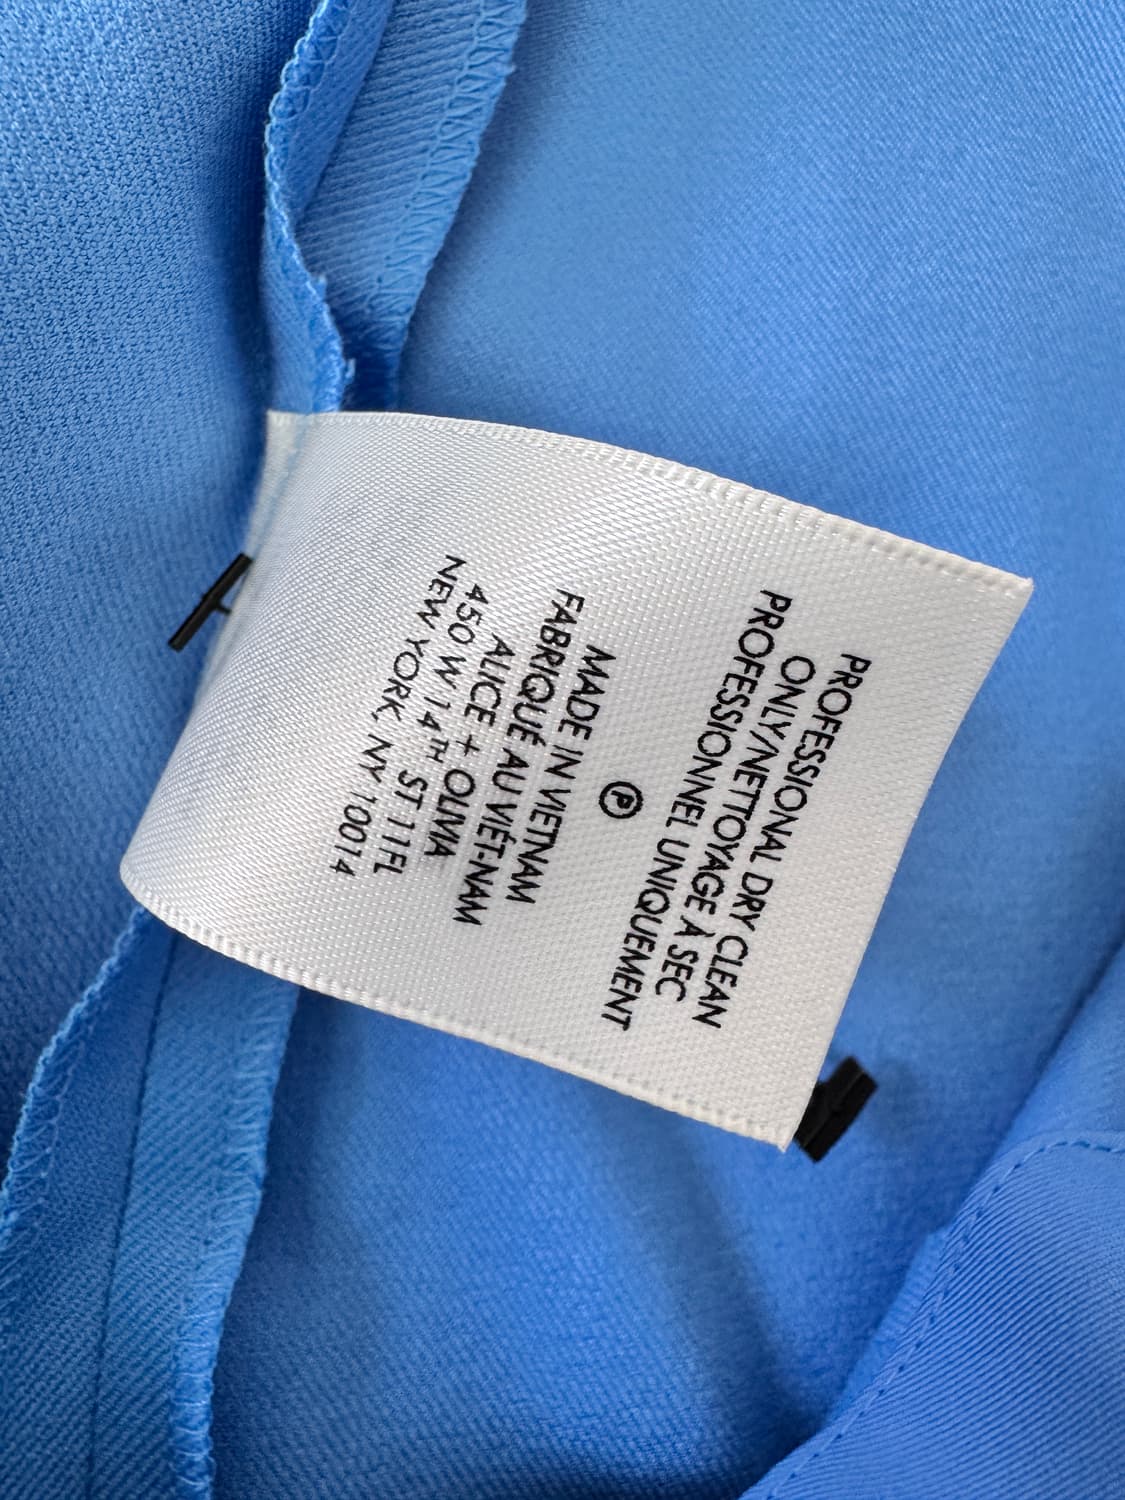 PROFESSIONAL DRY CLEAN
ONLY/NETTOYAGE À SEC
PROFESSIONNEL UNIQUEMENT
P
MADE IN VIETNAM
FABRIQUÉ AU VIÊT-NAM
ALICE + OLIVIA
450 W 14TH ST 11FL
NEW YORK, NY 10014